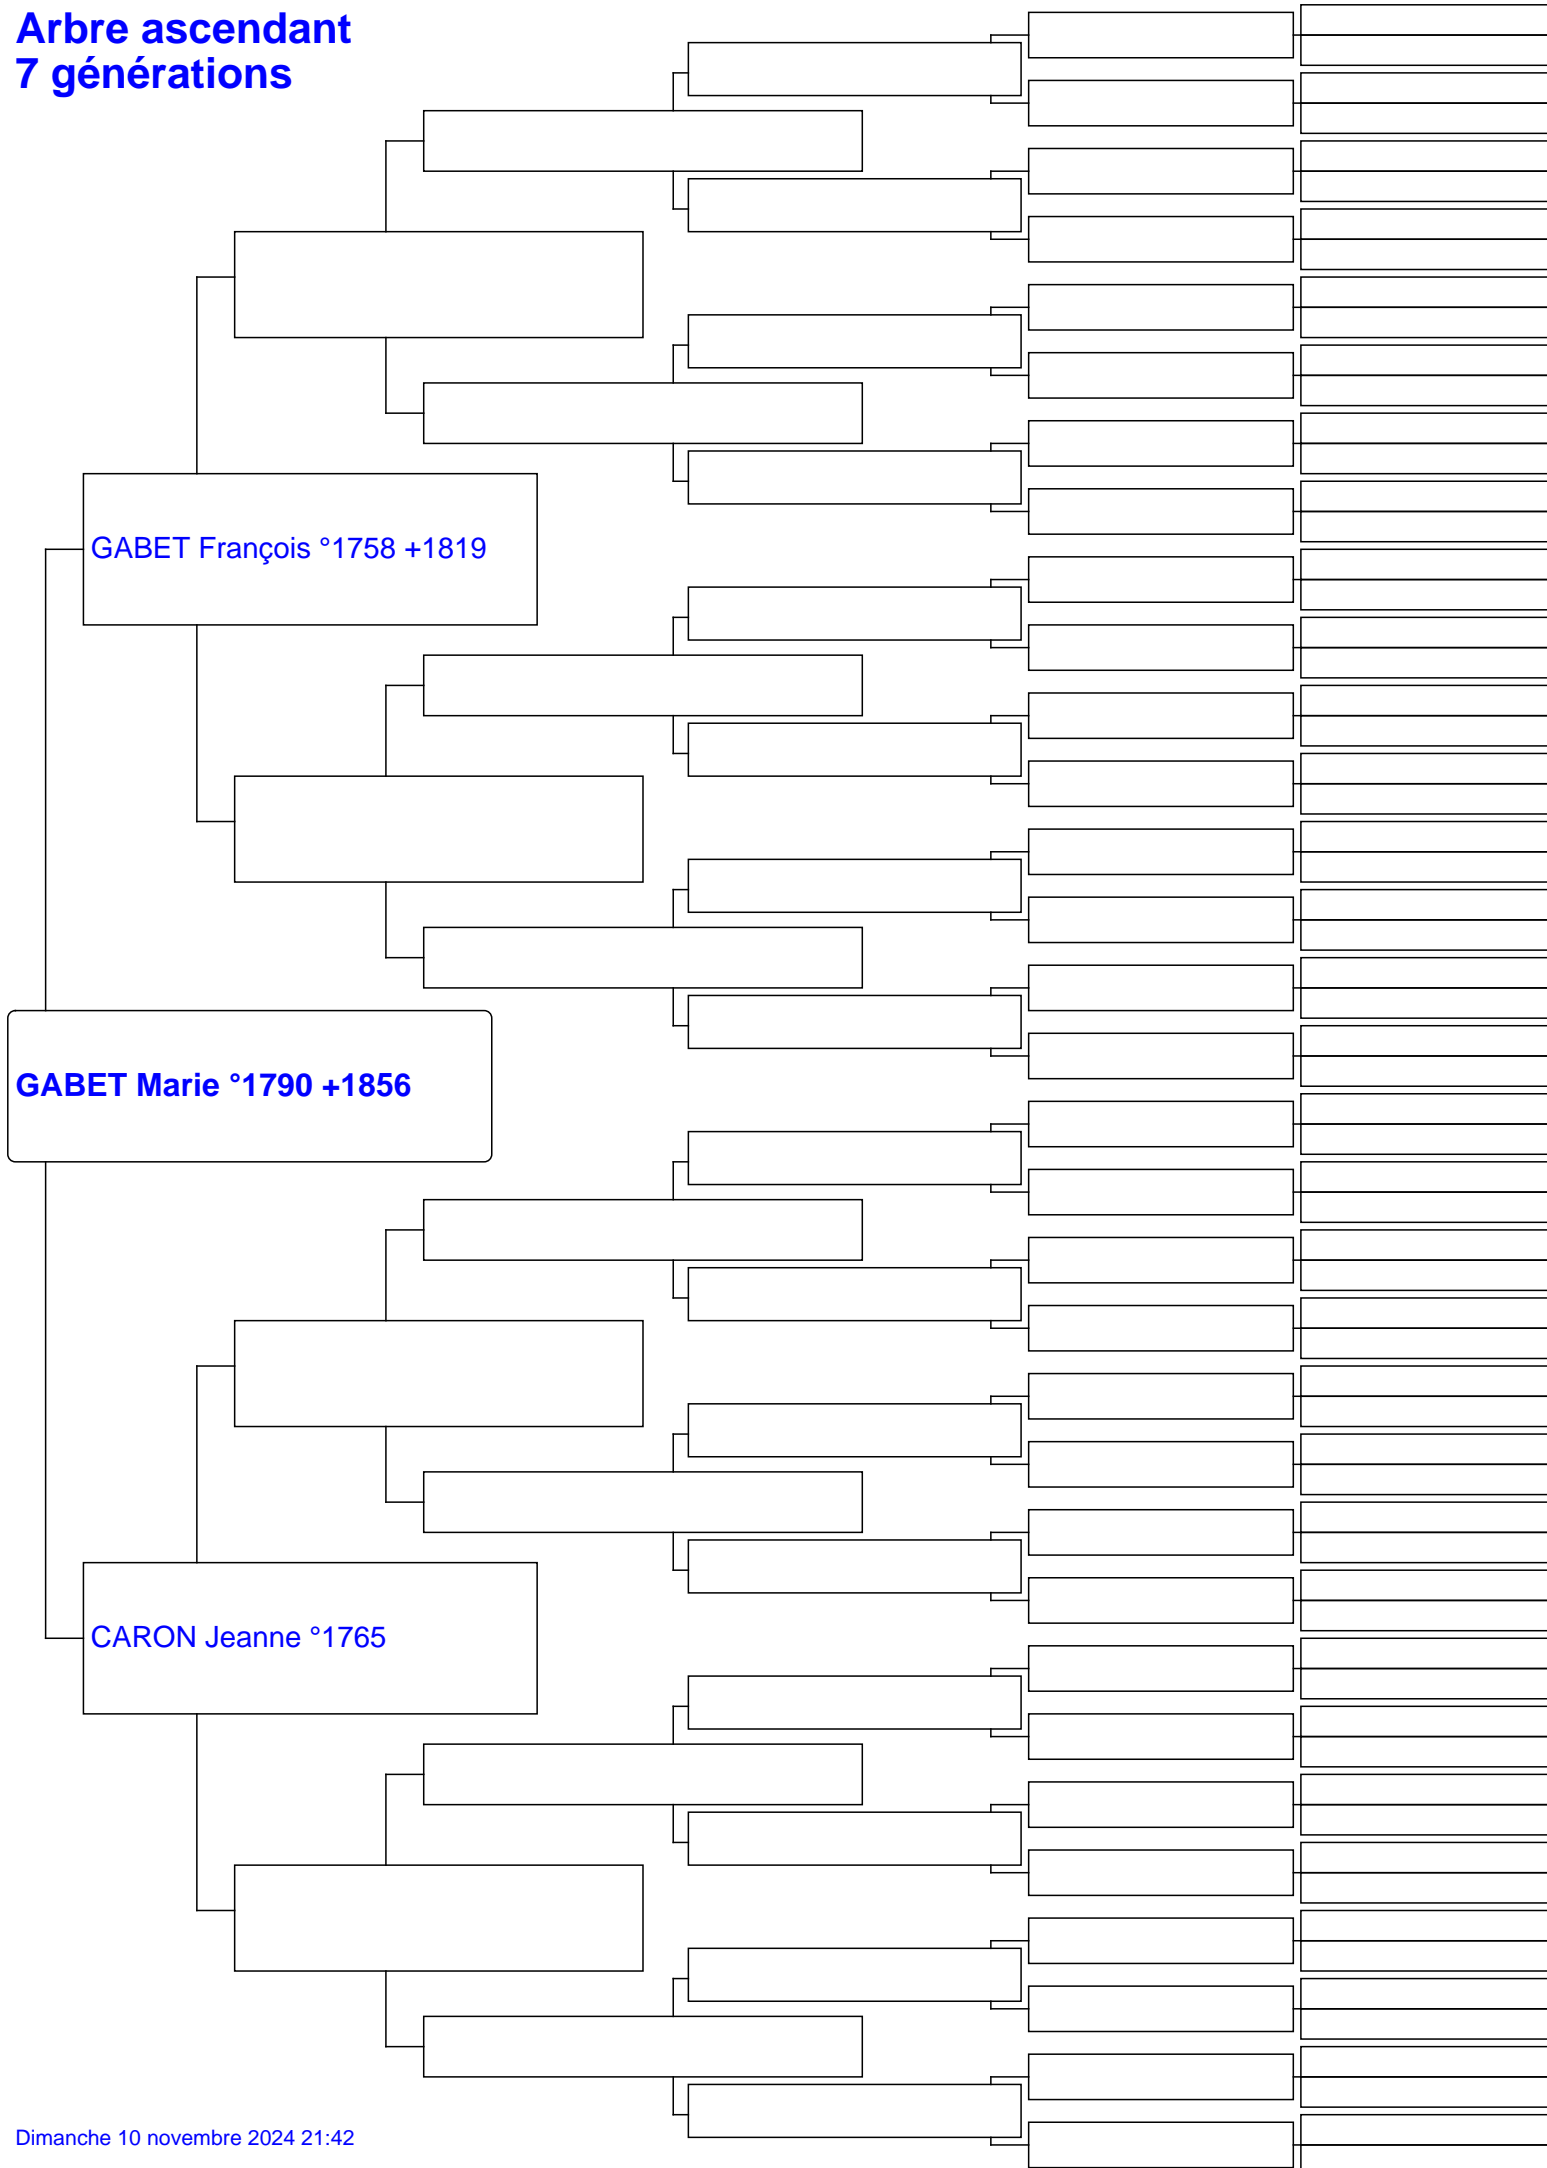 Arbre ascendant
7 générations
GABET François °1758 +1819
GABET Marie °1790 +1856
CARON Jeanne °1765
Dimanche 10 novembre 2024 21:42